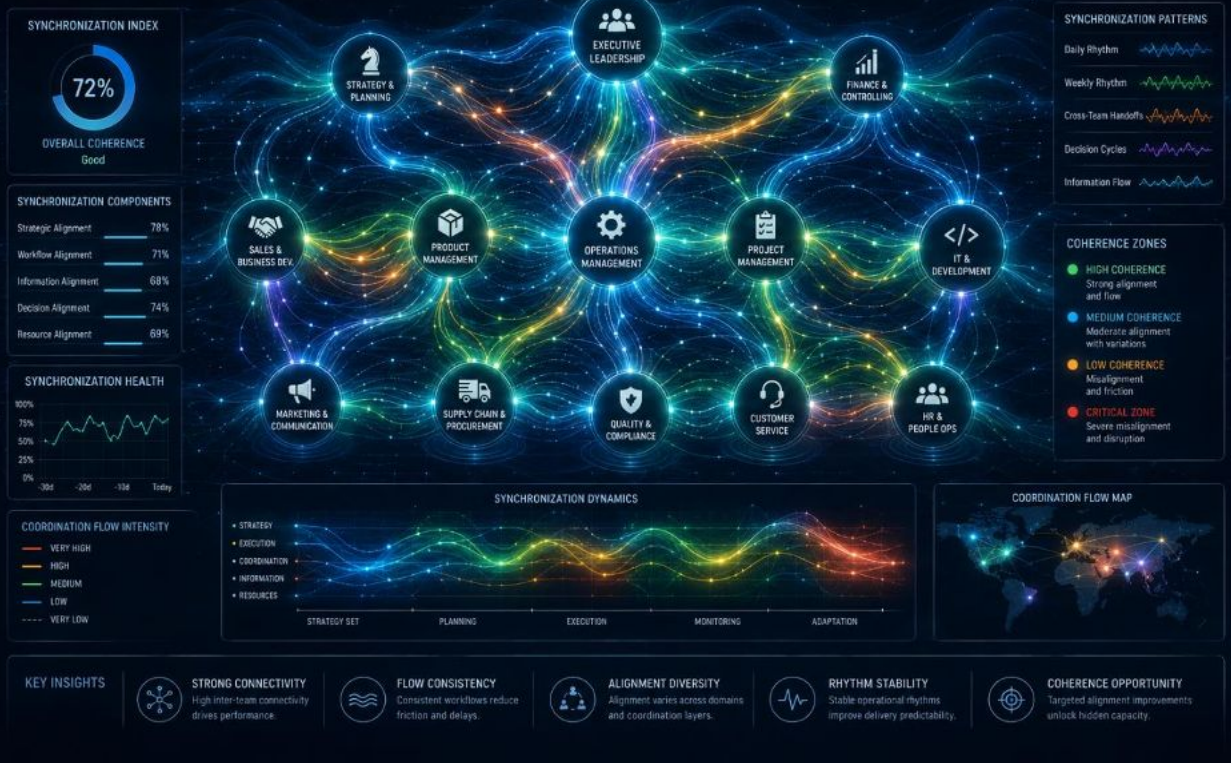 SYNCHRONIZATION INDEX
72%
OVERALL COHERENCE
Good
SYNCHRONIZATION COMPONENTS
Strategic Alignment 78%
Workflow Alignment 71%
Information Alignment 68%
Decision Alignment 74%
Resource Alignment 69%
SYNCHRONIZATION HEALTH
100%
75%
50%
25%
0%
-30d -20d -10d Today
COORDINATION FLOW INTENSITY
VERY HIGH
HIGH
MEDIUM
LOW
VERY LOW
EXECUTIVE
LEADERSHIP
STRATEGY &
PLANNING
FINANCE &
CONTROLLING
SALES &
BUSINESS DEV.
PRODUCT
MANAGEMENT
OPERATIONS
MANAGEMENT
PROJECT
MANAGEMENT
</>
IT &
DEVELOPMENT
MARKETING &
COMMUNICATION
SUPPLY CHAIN &
PROCUREMENT
QUALITY &
COMPLIANCE
CUSTOMER
SERVICE
HR &
PEOPLE OPS
SYNCHRONIZATION PATTERNS
Daily Rhythm
Weekly Rhythm
Cross-Team Handoffs
Decision Cycles
Information Flow
COHERENCE ZONES
HIGH COHERENCE
Strong alignment
and flow
MEDIUM COHERENCE
Moderate alignment
with variations
LOW COHERENCE
Misalignment
and friction
CRITICAL ZONE
Severe misalignment
and disruption
SYNCHRONIZATION DYNAMICS
STRATEGY
EXECUTION
COORDINATION
INFORMATION
RESOURCES
STRATEGY SET PLANNING EXECUTION MONITORING ADAPTATION
COORDINATION FLOW MAP
KEY INSIGHTS
STRONG CONNECTIVITY
High inter-team connectivity
drives performance.
FLOW CONSISTENCY
Consistent workflows reduce
friction and delays.
ALIGNMENT DIVERSITY
Alignment varies across domains
and coordination layers.
RHYTHM STABILITY
Stable operational rhythms
improve delivery predictability.
COHERENCE OPPORTUNITY
Targeted alignment improvements
unlock hidden capacity.